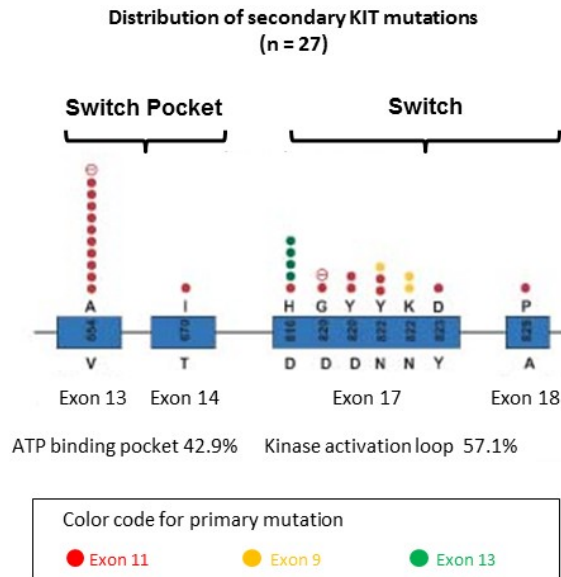 Distribution of secondary KIT mutations
(n = 27)
Switch Pocket
Switch
A I H G Y Y K D P
654 670 816 820 820 822 822 823 829
V T D D D N N Y A
Exon 13 Exon 14 Exon 17 Exon 18
ATP binding pocket 42.9% Kinase activation loop 57.1%
Color code for primary mutation
Exon 11 Exon 9 Exon 13